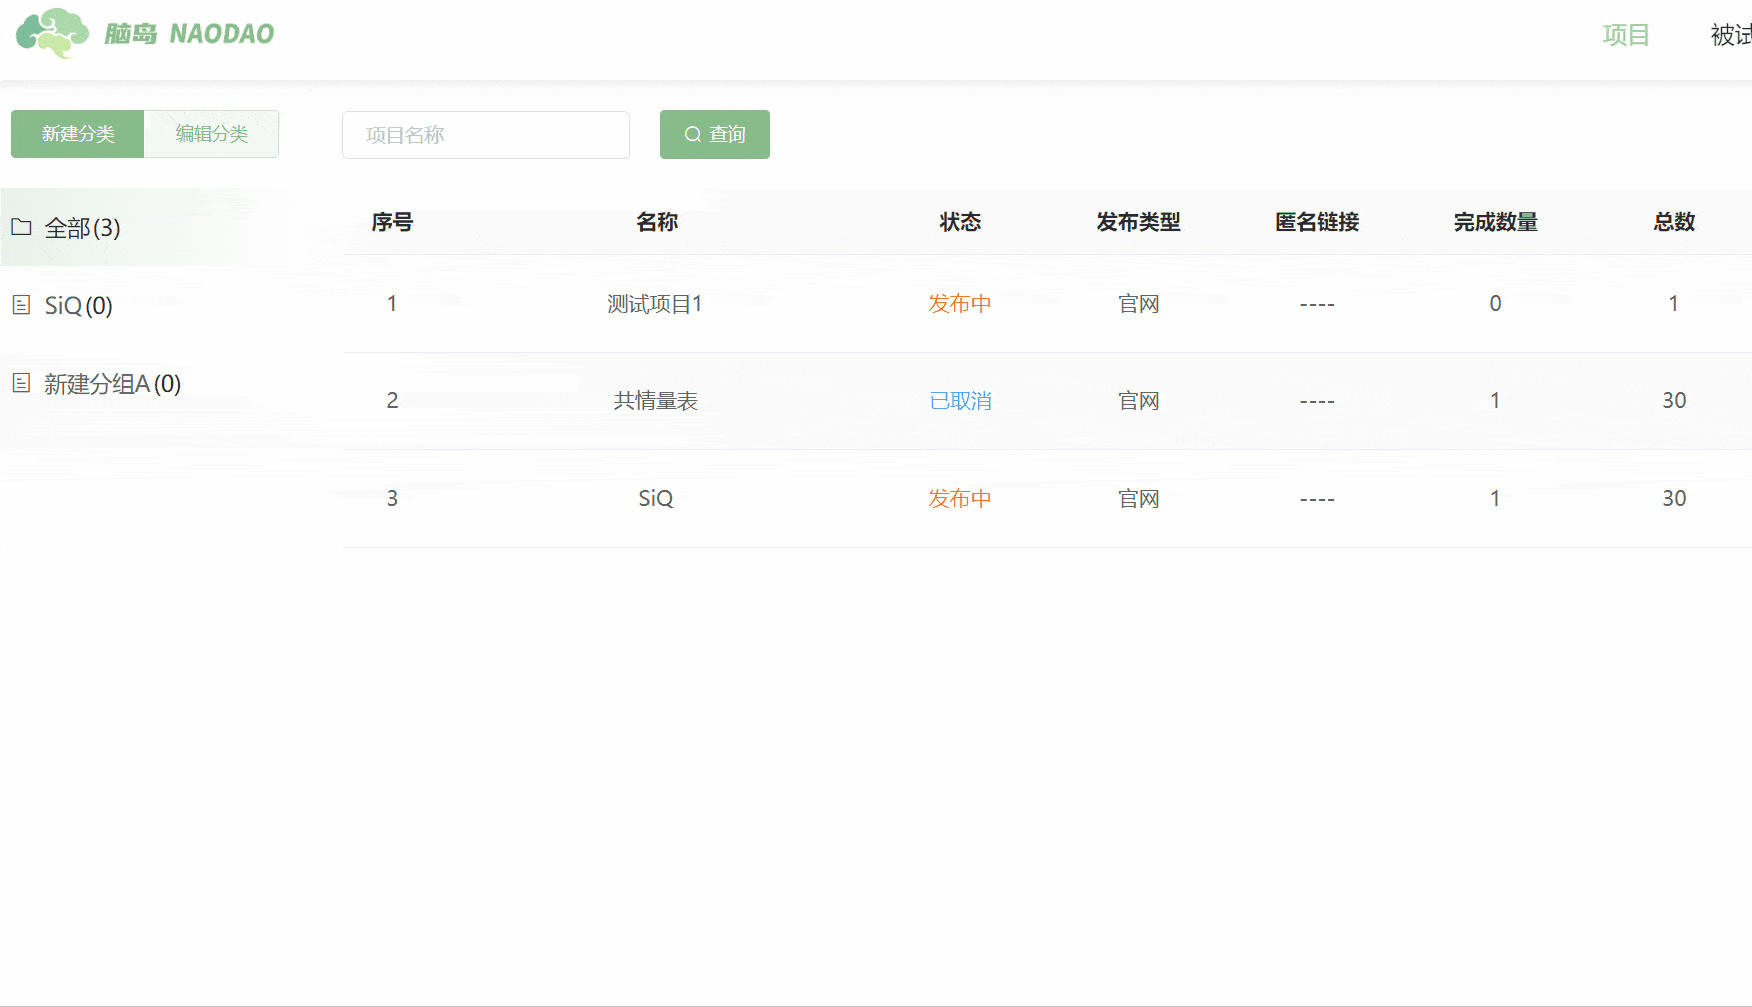 脑岛 NAODAO
项目 被试
新建分类 编辑分类 项目名称 查询
全部(3)
SiQ(0)
新建分组A(0)
序号 名称 状态 发布类型 匿名链接 完成数量 总数
1 测试项目1 发布中 官网 ---- 0 1
2 共情量表 已取消 官网 ---- 1 30
3 SiQ 发布中 官网 ---- 1 30